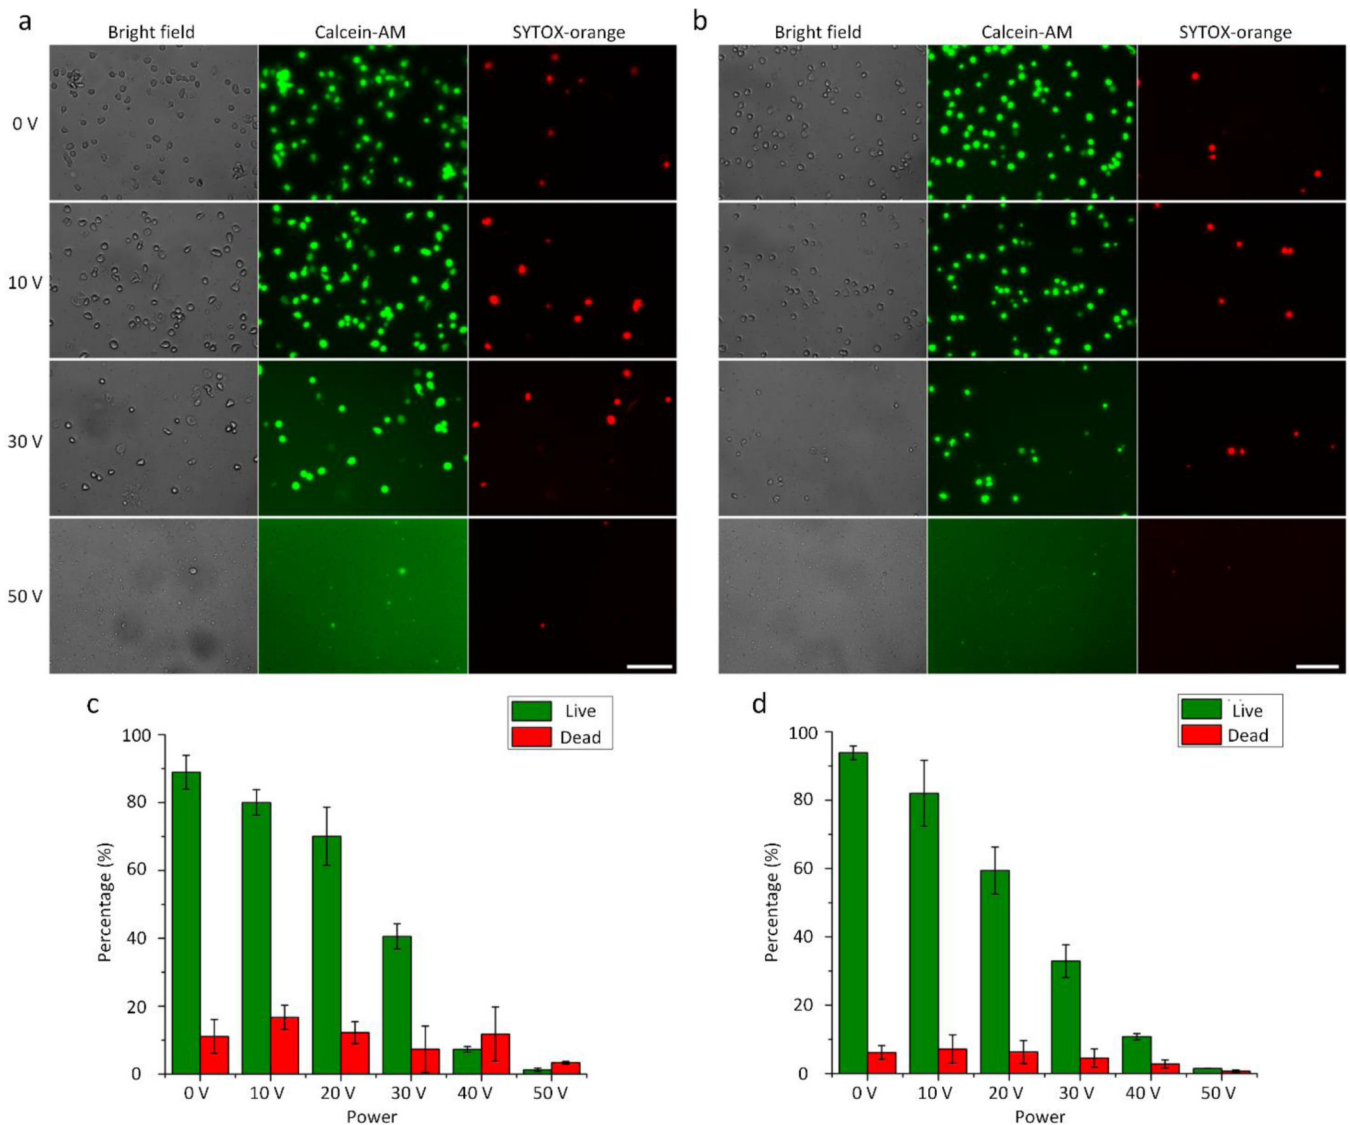 a
b
Bright field Calcein-AM SYTOX-orange
Bright field Calcein-AM SYTOX-orange
0 V
10 V
30 V
50 V
c
Live
Dead
100
80
60
40
20
0
Percentage (%)
0 V 10 V 20 V 30 V 40 V 50 V
Power
d
Live
Dead
100
80
60
40
20
0
Percentage (%)
0 V 10 V 20 V 30 V 40 V 50 V
Power